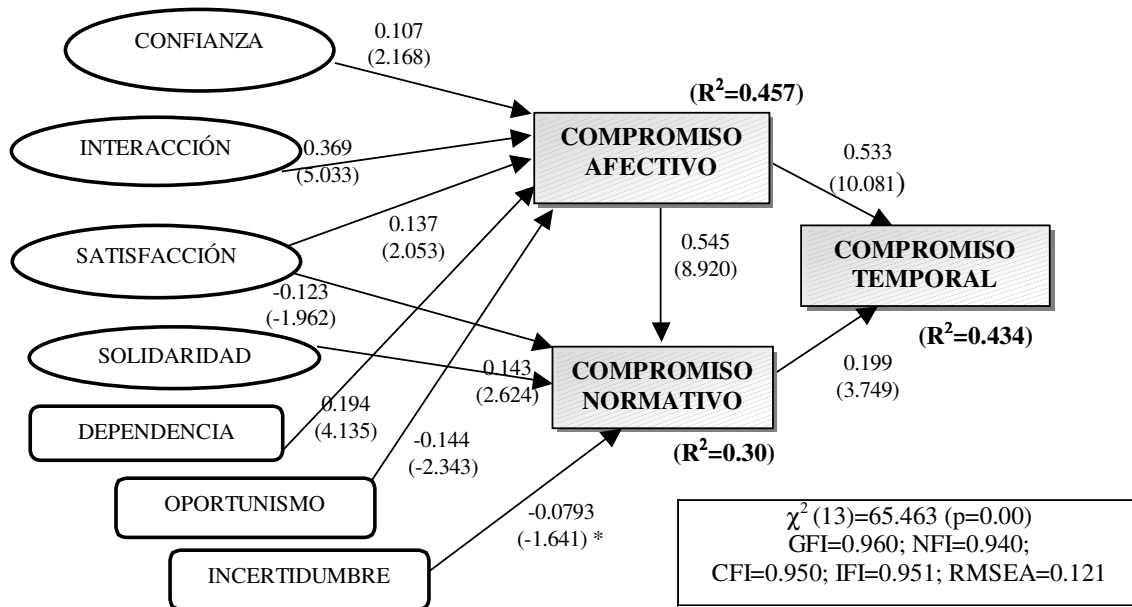 CONFIANZA
0.107
(2.168)
(R²=0.457)
COMPROMISO
AFECTIVO
INTERACCIÓN
0.369
(5.033)
0.533
(10.081)
SATISFACCIÓN
0.137
(2.053)
0.545
(8.920)
COMPROMISO
TEMPORAL
(R²=0.434)
-0.123
(-1.962)
SOLIDARIDAD
0.143
(2.624)
COMPROMISO
NORMATIVO
(R²=0.30)
0.199
(3.749)
DEPENDENCIA
0.194
(4.135)
-0.144
(-2.343)
OPORTUNISMO
-0.0793
(-1.641) *
INCERTIDUMBRE
χ² (13)=65.463 (p=0.00)
GFI=0.960; NFI=0.940;
CFI=0.950; IFI=0.951; RMSEA=0.121